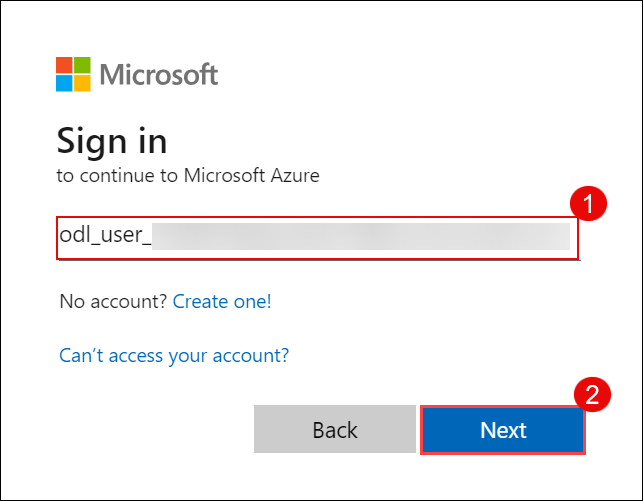 Microsoft
Sign in
to continue to Microsoft Azure
1
odl_user_
No account? Create one!
Can't access your account?
2
Back
Next